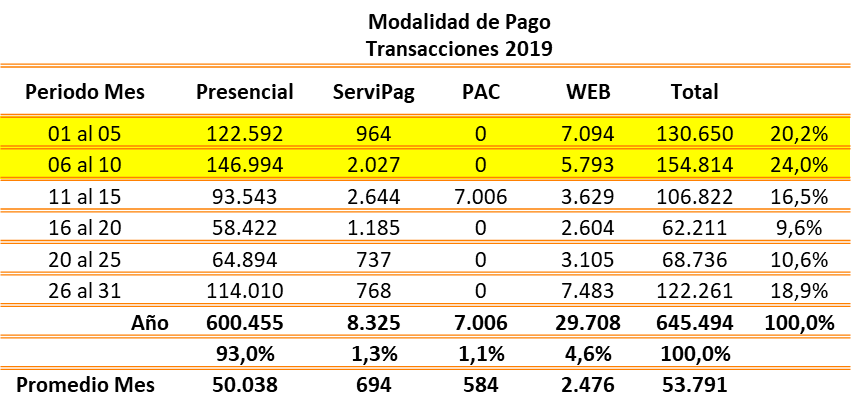 Modalidad de Pago
Transacciones 2019
Periodo Mes Presencial ServiPag PAC WEB Total
01 al 05 122.592 964 0 7.094 130.650 20,2%
06 al 10 146.994 2.027 0 5.793 154.814 24,0%
11 al 15 93.543 2.644 7.006 3.629 106.822 16,5%
16 al 20 58.422 1.185 0 2.604 62.211 9,6%
20 al 25 64.894 737 0 3.105 68.736 10,6%
26 al 31 114.010 768 0 7.483 122.261 18,9%
Año 600.455 8.325 7.006 29.708 645.494 100,0%
93,0% 1,3% 1,1% 4,6% 100,0%
Promedio Mes 50.038 694 584 2.476 53.791